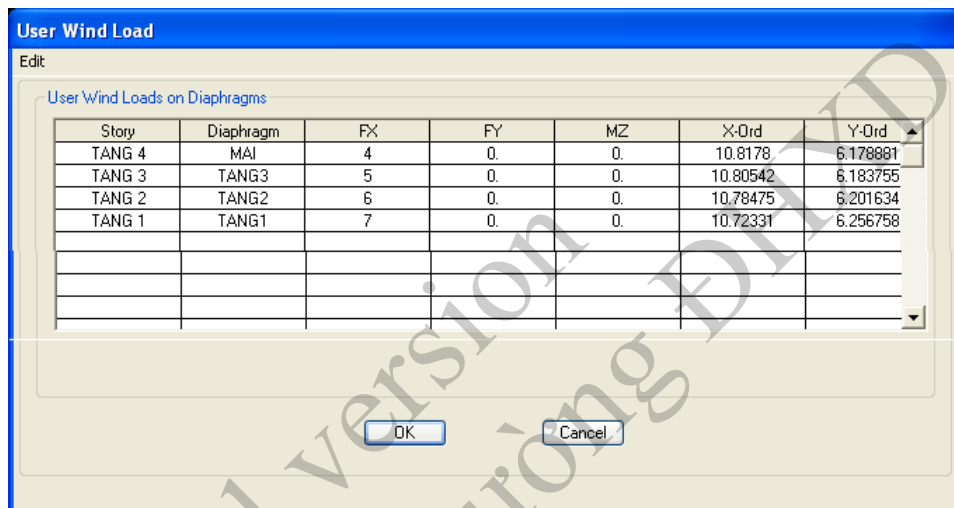 User Wind Load
Edit
User Wind Loads on Diaphragms
Story Diaphragm FX FY MZ X-Ord Y-Ord
TANG 4 MAI 4 0. 0. 10.8178 6.178881
TANG 3 TANG3 5 0. 0. 10.80542 6.183755
TANG 2 TANG2 6 0. 0. 10.78475 6.201634
TANG 1 TANG1 7 0. 0. 10.72331 6.256758
OK Cancel
version
ĐHXD